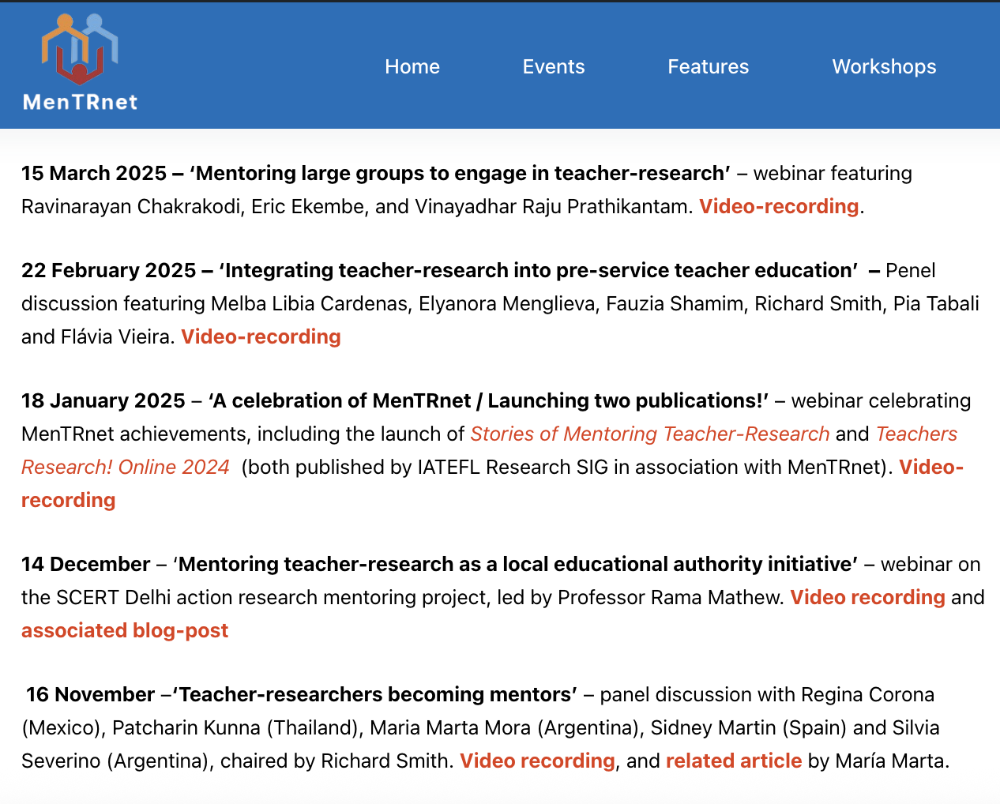 MenTRnet
Home Events Features Workshops
15 March 2025 – ‘Mentoring large groups to engage in teacher-research’ – webinar featuring
Ravinarayan Chakrakodi, Eric Ekembe, and Vinayadhar Raju Prathikantam. Video-recording.
22 February 2025 – ‘Integrating teacher-research into pre-service teacher education’ – Penel
discussion featuring Melba Libia Cardenas, Elyanora Menglieva, Fauzia Shamim, Richard Smith, Pia Tabali
and Flávia Vieira. Video-recording
18 January 2025 – ‘A celebration of MenTRnet / Launching two publications!’ – webinar celebrating
MenTRnet achievements, including the launch of Stories of Mentoring Teacher-Research and Teachers
Research! Online 2024 (both published by IATEFL Research SIG in association with MenTRnet). Video-
recording
14 December – ‘Mentoring teacher-research as a local educational authority initiative’ – webinar on
the SCERT Delhi action research mentoring project, led by Professor Rama Mathew. Video recording and
associated blog-post
16 November –‘Teacher-researchers becoming mentors’ – panel discussion with Regina Corona
(Mexico), Patcharin Kunna (Thailand), Maria Marta Mora (Argentina), Sidney Martin (Spain) and Silvia
Severino (Argentina), chaired by Richard Smith. Video recording, and related article by María Marta.